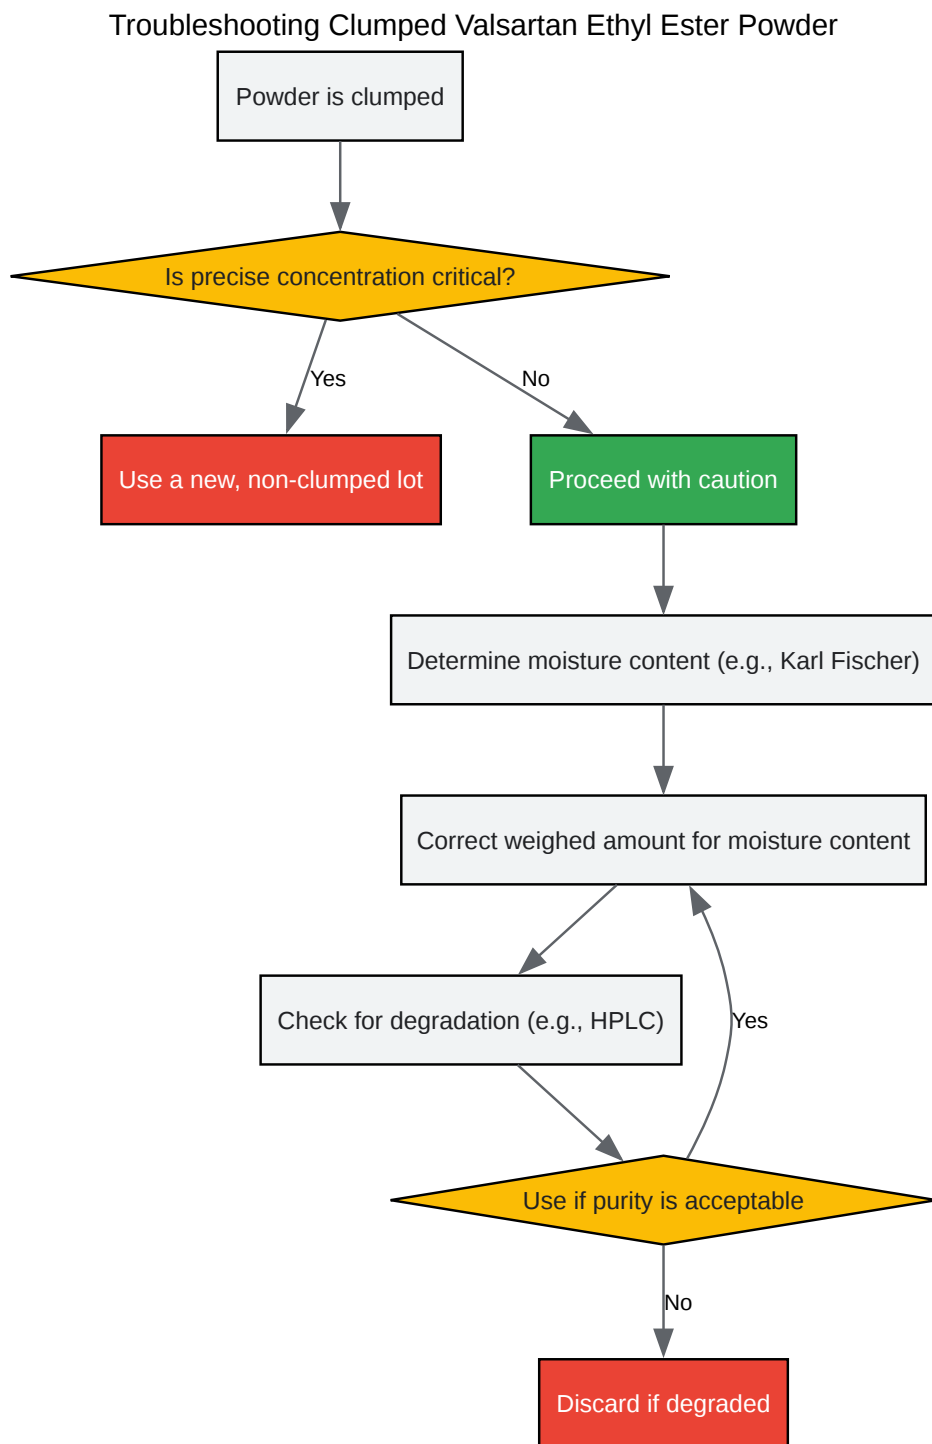 Troubleshooting Clumped Valsartan Ethyl Ester Powder
Powder is clumped
Is precise concentration critical?
Yes
No
Use a new, non-clumped lot
Proceed with caution
Determine moisture content (e.g., Karl Fischer)
Correct weighed amount for moisture content
Check for degradation (e.g., HPLC)
Yes
Use if purity is acceptable
No
Discard if degraded